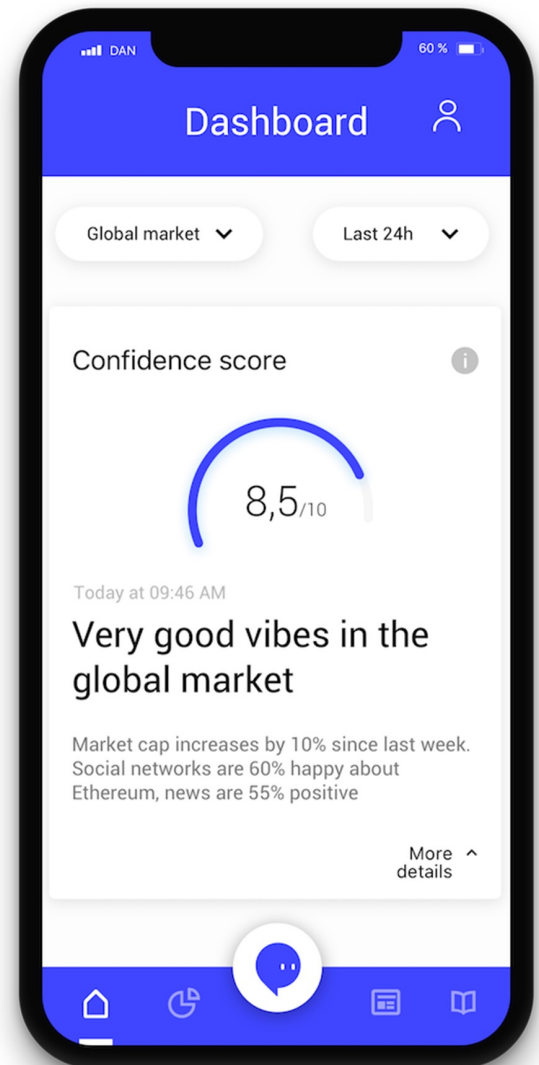 DAN
60 %
Dashboard
Global market
Last 24h
Confidence score
i
8,5/10
Today at 09:46 AM
Very good vibes in the
global market
Market cap increases by 10% since last week.
Social networks are 60% happy about
Ethereum, news are 55% positive
More
details